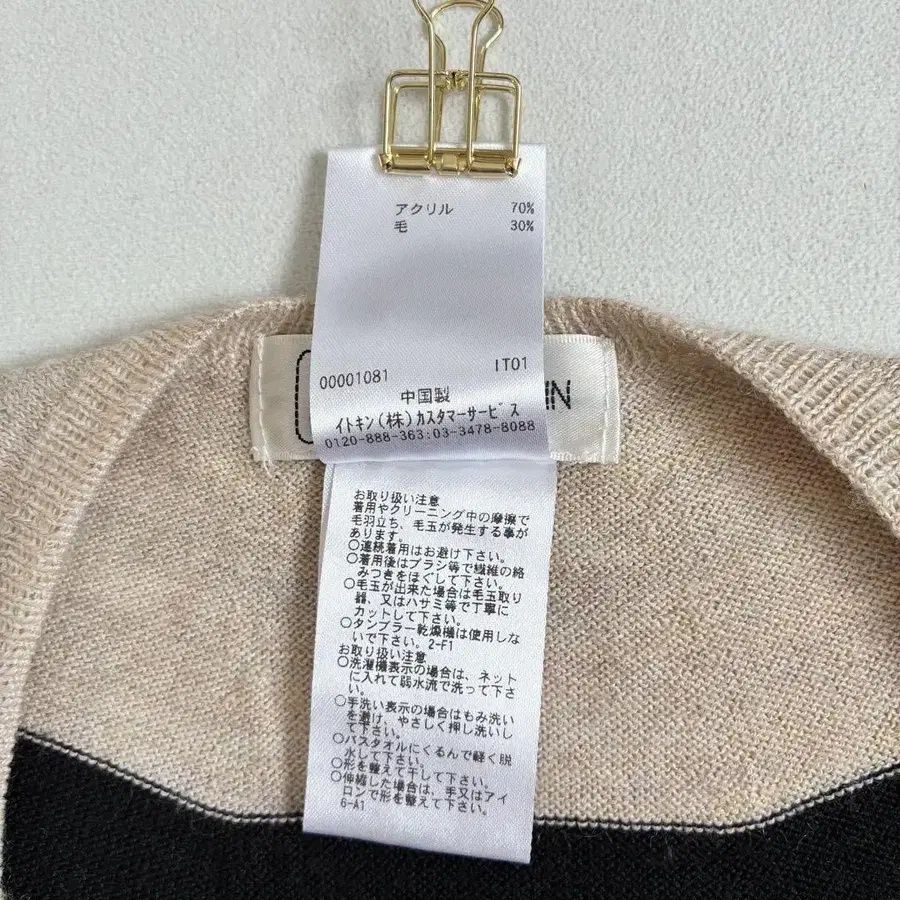 アクリル 70%
毛 30%
00001081 IT01
中国製
イトキン(株)カスタマーサービス
0120-888-363:03-3478-8088
IN
お取り扱い注意
着用やクリーニング中の摩擦で
毛羽立ち、毛玉が発生する事が
あります。
○連続着用はお避け下さい。
○着用後はブラシ等で繊維の絡
みつきをほぐして下さい。
○毛玉が出来た場合は毛玉取り
器、又はハサミ等で丁寧に
カットして下さい。
○タンブラー乾燥機は使用しな
いで下さい。2-F1
お取り扱い注意
○洗濯機表示の場合は、ネット
に入れて弱水流で洗って下さ
い。
○手洗い表示の場合はもみ洗い
を避け、やさしく押し洗いし
て下さい。
○バスタオルにくるんで軽く脱
水して下さい。
○形を整えて干して下さい。
○伸縮した場合は、手又はアイ
ロンで形を整えて下さい。
6-A1